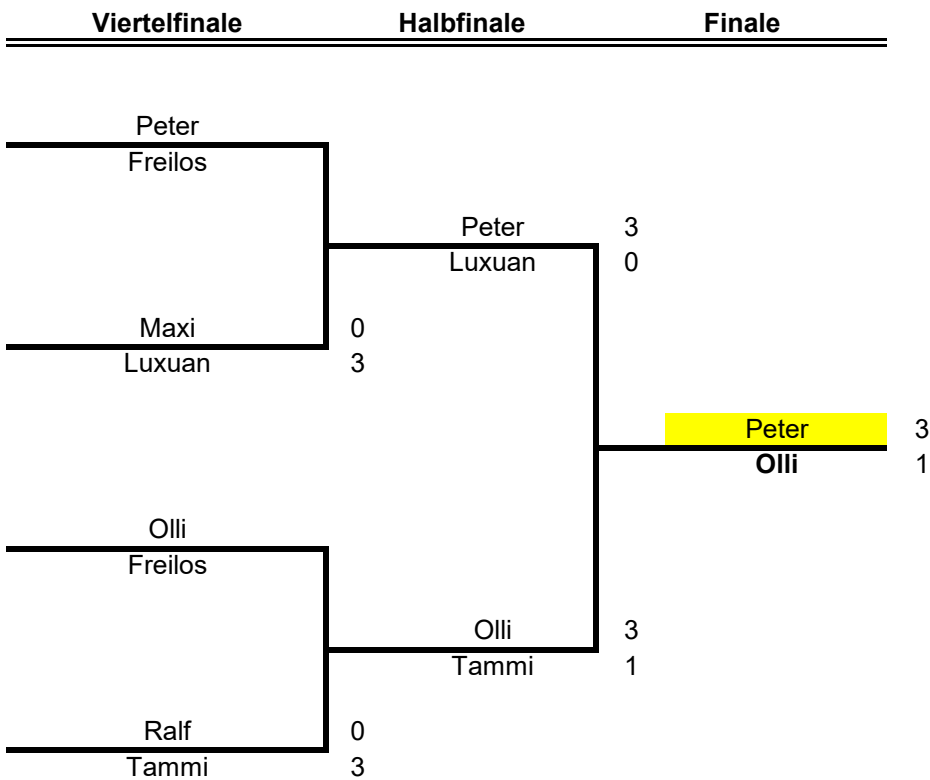 Viertelfinale Halbfinale Finale
Peter
Freilos
Peter 3
Luxuan 0
Maxi 0
Luxuan 3
Peter 3
Olli 1
Olli
Freilos
Olli 3
Tammi 1
Ralf 0
Tammi 3